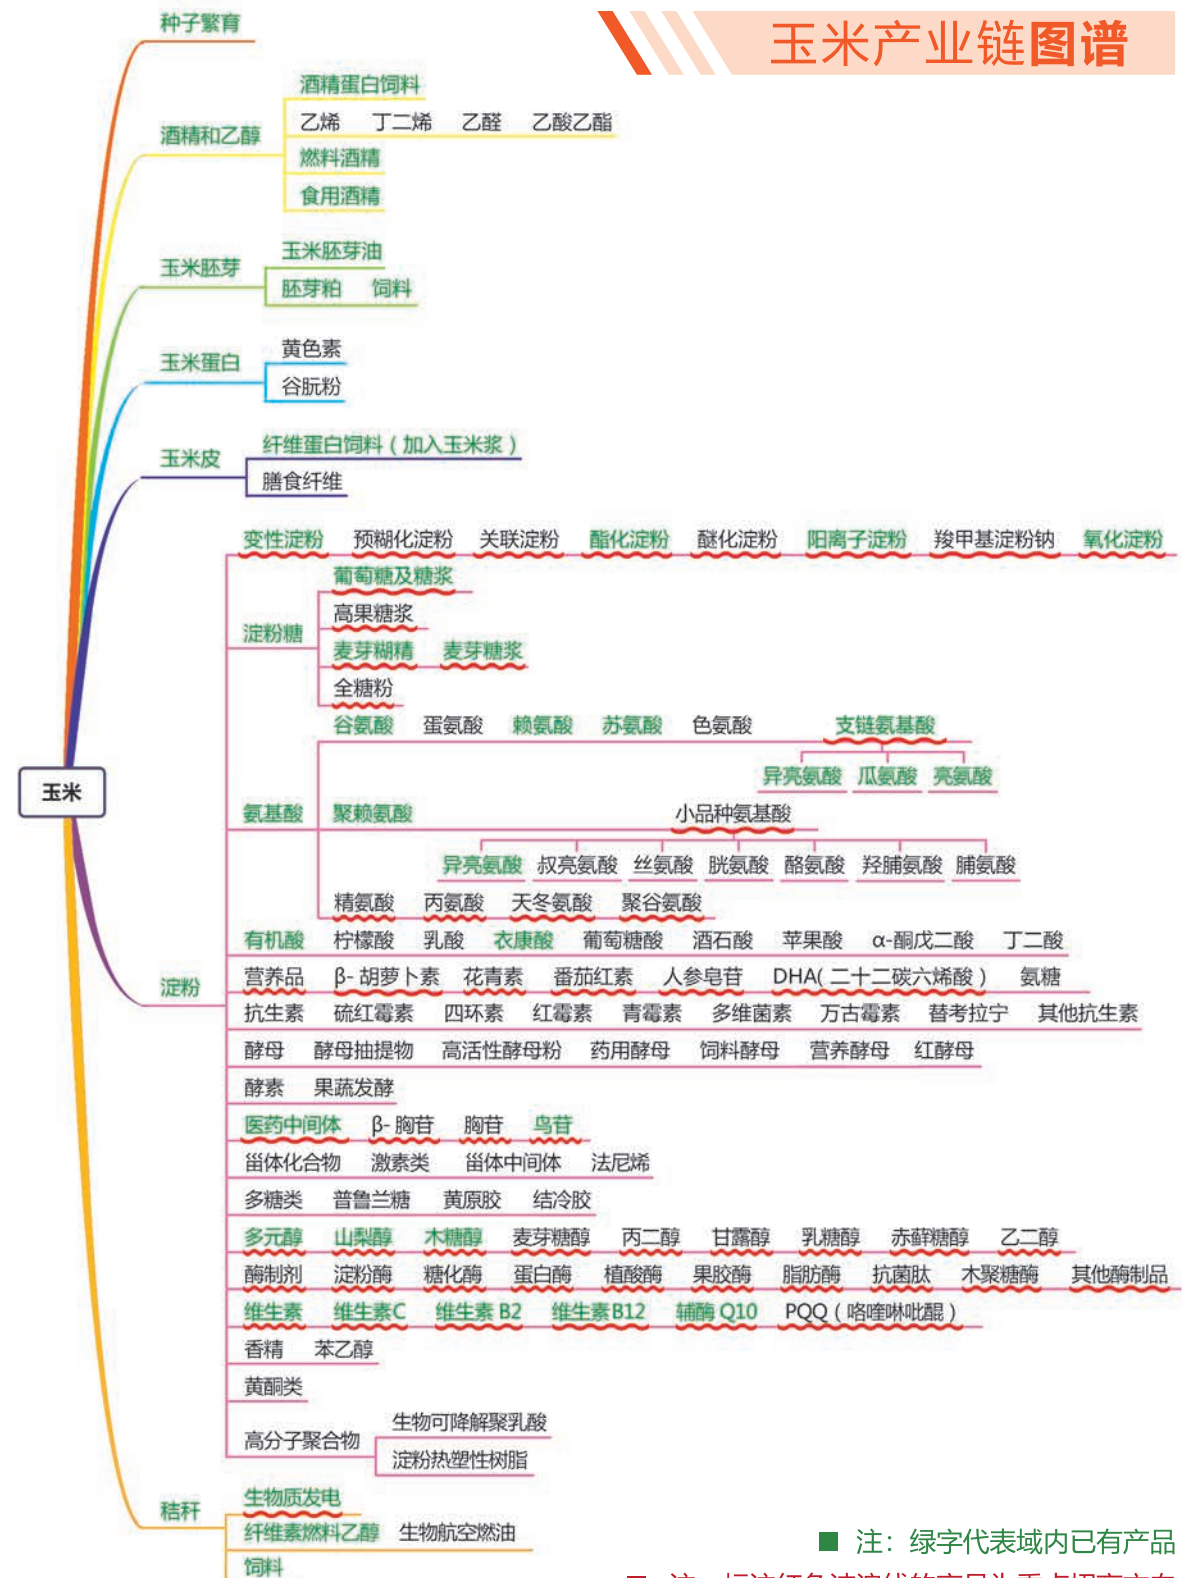 玉米产业链图谱
种子繁育
酒精蛋白饲料
乙烯 丁二烯 乙醛 乙酸乙酯
酒精和乙醇
燃料酒精
食用酒精
玉米胚芽油
玉米胚芽
胚芽粕 饲料
黄色素
玉米蛋白
谷朊粉
纤维蛋白饲料(加入玉米浆)
玉米皮
膳食纤维
变性淀粉 预糊化淀粉 关联淀粉 酯化淀粉 醚化淀粉 阳离子淀粉 羧甲基淀粉钠 氧化淀粉
葡萄糖及糖浆
高果糖浆
淀粉糖
麦芽糊精 麦芽糖浆
全糖粉
谷氨酸 蛋氨酸 赖氨酸 苏氨酸 色氨酸 支链氨基酸
异亮氨酸 瓜氨酸 亮氨酸
玉米
氨基酸 聚赖氨酸 小品种氨基酸
异亮氨酸 叔亮氨酸 丝氨酸 胱氨酸 酪氨酸 羟脯氨酸 脯氨酸
精氨酸 丙氨酸 天冬氨酸 聚谷氨酸
有机酸 柠檬酸 乳酸 衣康酸 葡萄糖酸 酒石酸 苹果酸 α-酮戊二酸 丁二酸
营养品 β-胡萝卜素 花青素 番茄红素 人参皂苷 DHA(二十二碳六烯酸) 氨糖
淀粉
抗生素 硫红霉素 四环素 红霉素 青霉素 多维菌素 万古霉素 替考拉宁 其他抗生素
酵母 酵母抽提物 高活性酵母粉 药用酵母 饲料酵母 营养酵母 红酵母
酵素 果蔬发酵
医药中间体 β-胸苷 胸苷 鸟苷
甾体化合物 激素类 甾体中间体 法尼烯
多糖类 普鲁兰糖 黄原胶 结冷胶
多元醇 山梨醇 木糖醇 麦芽糖醇 丙二醇 甘露醇 乳糖醇 赤藓糖醇 乙二醇
酶制剂 淀粉酶 糖化酶 蛋白酶 植酸酶 果胶酶 脂肪酶 抗菌肽 木聚糖酶 其他酶制品
维生素 维生素C 维生素B2 维生素B12 辅酶Q10 PQQ(咯喹啉吡醌)
香精 苯乙醇
黄酮类
生物可降解聚乳酸
高分子聚合物
淀粉热塑性树脂
生物质发电
秸秆
纤维素燃料乙醇 生物航空燃油
饲料
注：绿字代表域内已有产品